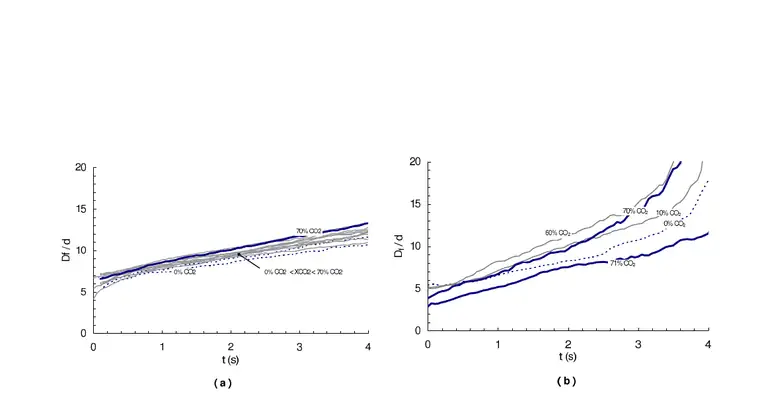 20
15
10
5
0
Df / d
70% CO2
0% CO2
0% CO2 <XCO2< 70% CO2
0 1 2 3 4
t (s)
( a )
20
15
10
5
0
Df / d
60% CO2
70% CO2
10% CO2
0% CO2
71% CO2
0 1 2 3 4
t (s)
( b )